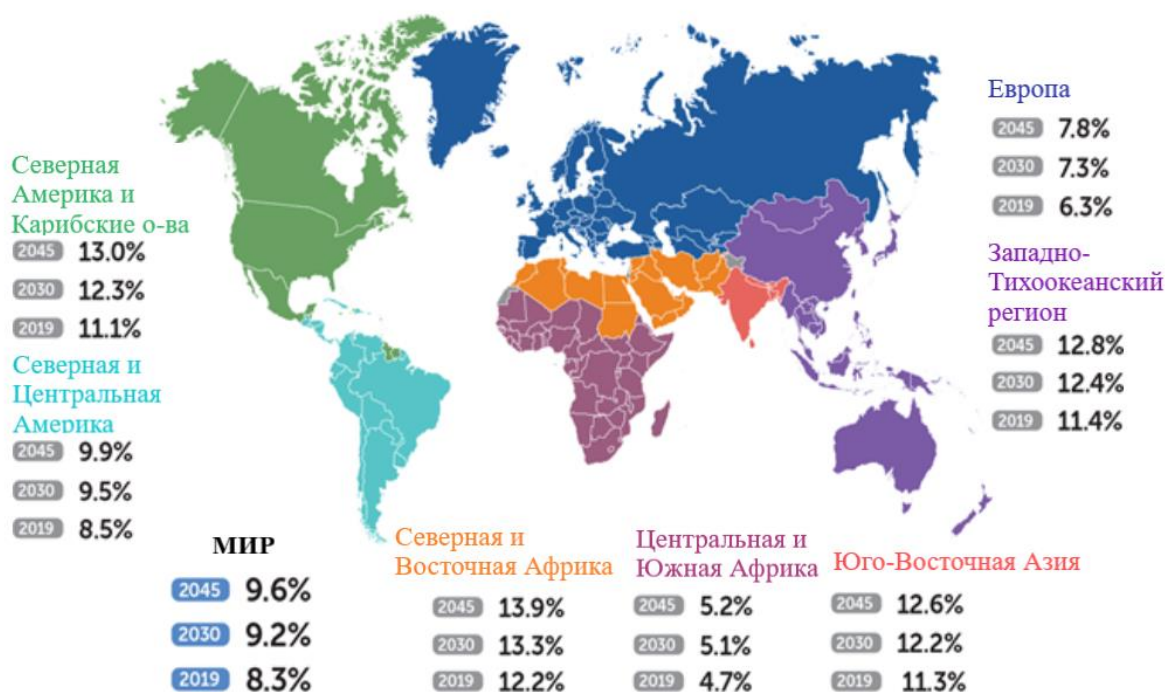 Северная
Америка и
Карибские о-ва
2045 13.0%
2030 12.3%
2019 11.1%
Северная и
Центральная
Америка
2045 9.9%
2030 9.5%
2019 8.5%
МИР
2045 9.6%
2030 9.2%
2019 8.3%
Северная и
Восточная Африка
2045 13.9%
2030 13.3%
2019 12.2%
Центральная и
Южная Африка
2045 5.2%
2030 5.1%
2019 4.7%
Юго-Восточная Азия
2045 12.6%
2030 12.2%
2019 11.3%
Европа
2045 7.8%
2030 7.3%
2019 6.3%
Западно-
Тихоокеанский
регион
2045 12.8%
2030 12.4%
2019 11.4%